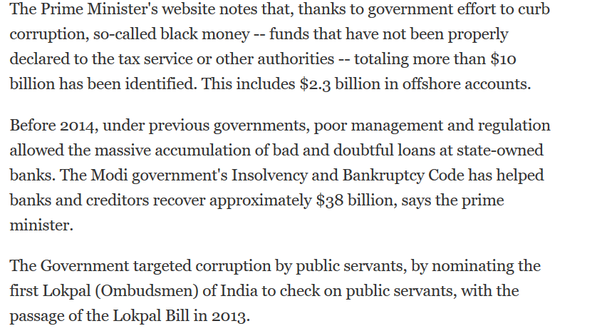 The Prime Minister's website notes that, thanks to government effort to curb
corruption, so-called black money -- funds that have not been properly
declared to the tax service or other authorities -- totaling more than $10
billion has been identified. This includes $2.3 billion in offshore accounts.
Before 2014, under previous governments, poor management and regulation
allowed the massive accumulation of bad and doubtful loans at state-owned
banks. The Modi government's Insolvency and Bankruptcy Code has helped
banks and creditors recover approximately $38 billion, says the prime
minister.
The Government targeted corruption by public servants, by nominating the
first Lokpal (Ombudsmen) of India to check on public servants, with the
passage of the Lokpal Bill in 2013.